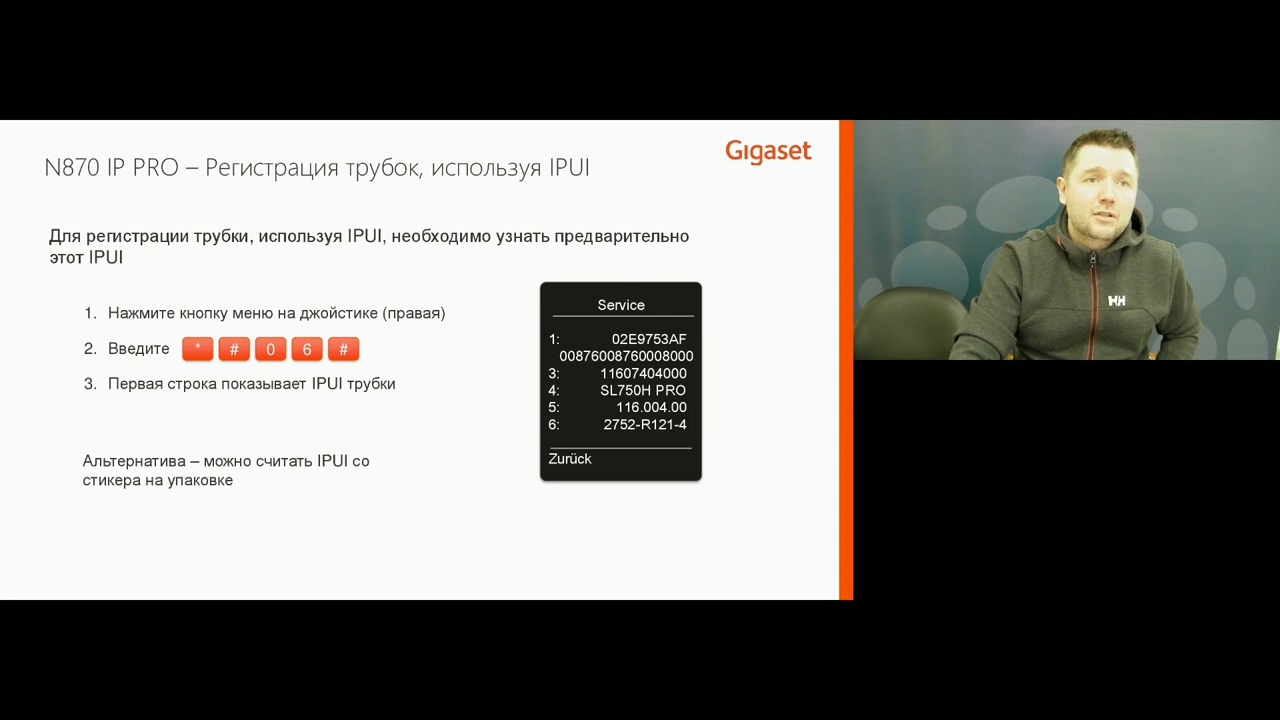 Gigaset
N870 IP PRO – Регистрация трубок, используя IPUI
Для регистрации трубки, используя IPUI, необходимо узнать предварительно
этот IPUI
1. Нажмите кнопку меню на джойстике (правая)
2. Введите * # 0 6 #
3. Первая строка показывает IPUI трубки
Альтернатива – можно считать IPUI со
стикера на упаковке
Service
1: 02E9753AF
00876008760008000
3: 11607404000
4: SL750H PRO
5: 116.004.00
6: 2752-R121-4
Zurück
HH